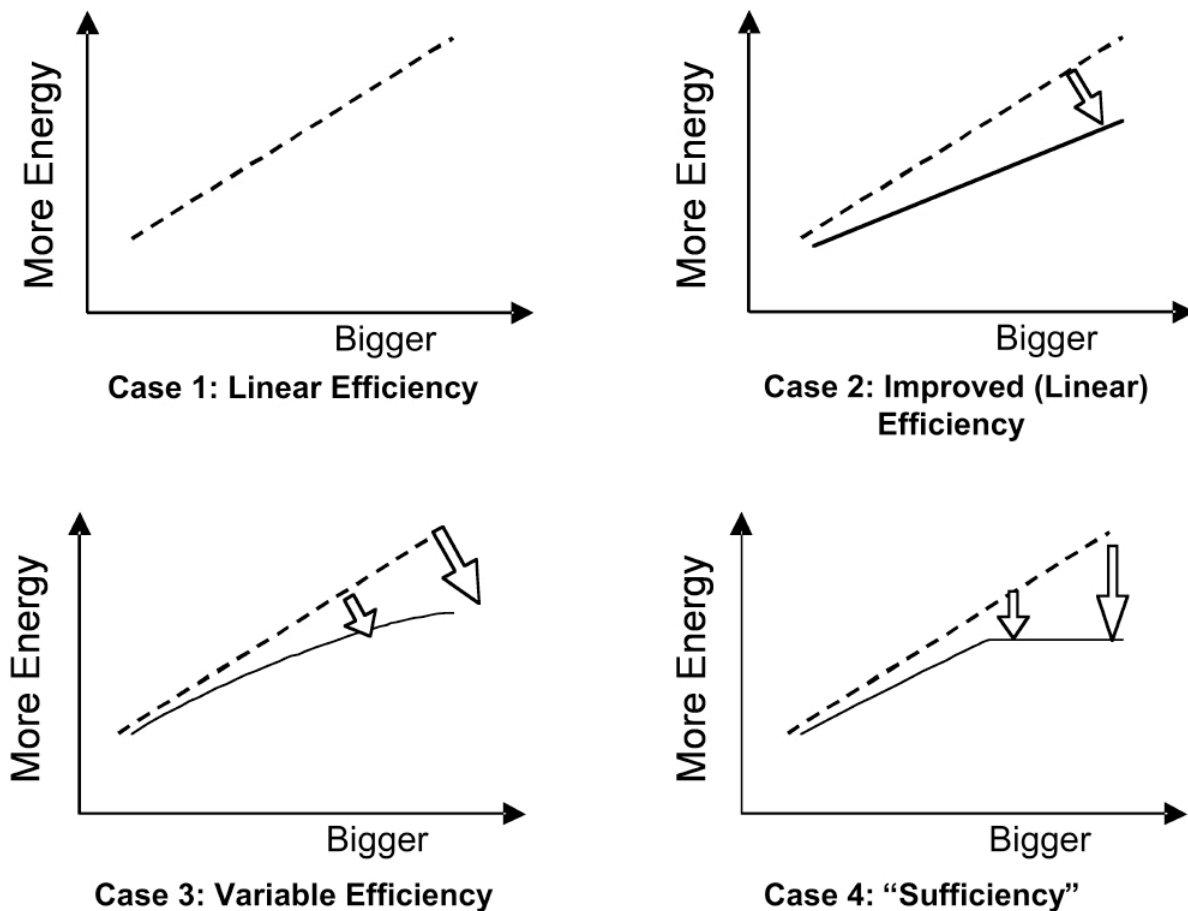 More Energy
Bigger
Case 1: Linear Efficiency
More Energy
Bigger
Case 2: Improved (Linear)
Efficiency
More Energy
Bigger
Case 3: Variable Efficiency
More Energy
Bigger
Case 4: “Sufficiency”